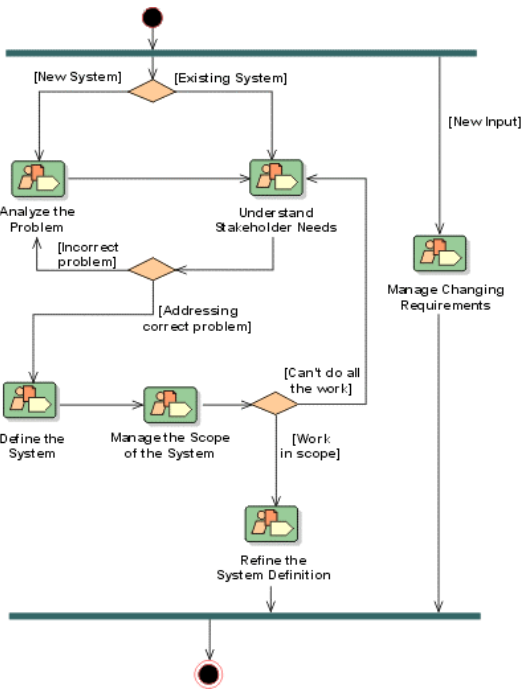 [New System]
[Existing System]
[New Input]
Analyze the
Problem
Understand
Stakeholder Needs
[Incorrect
problem]
Manage Changing
Requirements
[Addressing
correct problem]
[Can't do all
the work]
Define the
System
Manage the Scope
of the System
[Work
in scope]
Refine the
System Definition